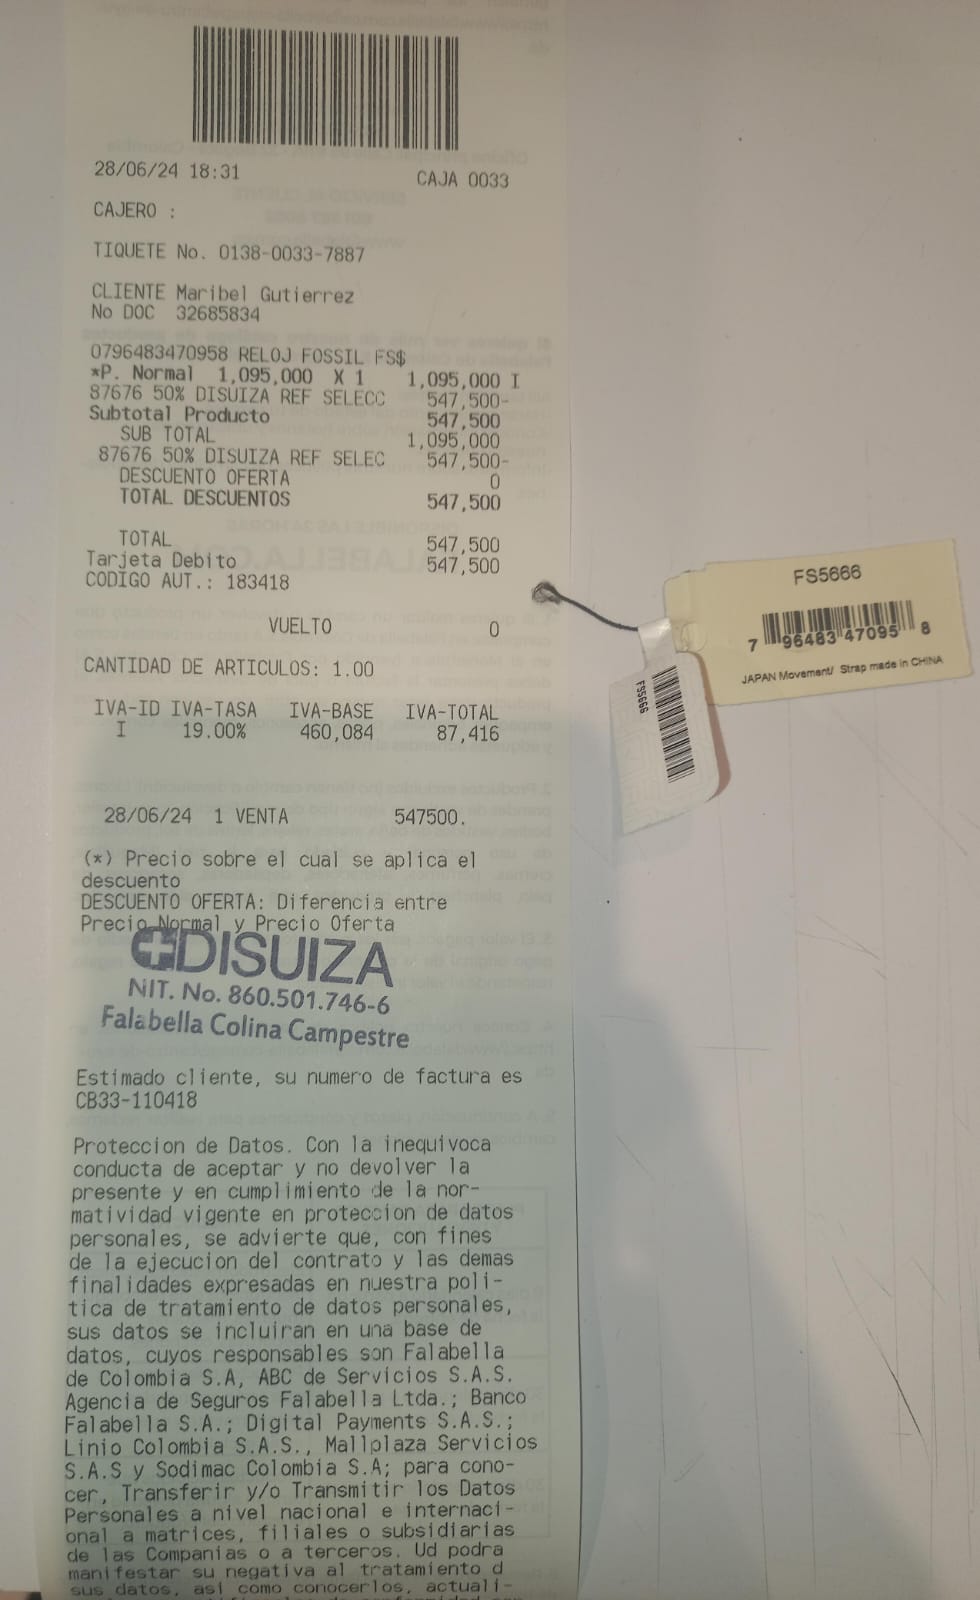 28/06/24 18:31 CAJA 0033
CAJERO :
TIQUETE No. 0138-0033-7887
CLIENTE Maribel Gutierrez
No DOC 32685834
0796483470958 RELOJ FOSSIL FS$
*P. Normal 1,095,000 X 1 1,095,000 I
87676 50% DISUIZA REF SELECC 547,500-
Subtotal Producto 547,500
SUB TOTAL 1,095,000
87676 50% DISUIZA REF SELEC 547,500-
DESCUENTO OFERTA 0
TOTAL DESCUENTOS 547,500
TOTAL 547,500
Tarjeta Debito 547,500
CODIGO AUT.: 183418
VUELTO 0
CANTIDAD DE ARTICULOS: 1.00
IVA-ID IVA-TASA IVA-BASE IVA-TOTAL
I 19.00% 460,084 87,416
28/06/24 1 VENTA 547500.
(*) Precio sobre el cual se aplica el
descuento
DESCUENTO OFERTA: Diferencia entre
Precio Normal y Precio Oferta
DISUIZA
NIT. No. 860.501.746-6
Falabella Colina Campestre
Estimado cliente, su numero de factura es
CB33-110418
Proteccion de Datos. Con la inequivoca
conducta de aceptar y no devolver la
presente y en cumplimiento de la nor-
matividad vigente en proteccion de datos
personales, se advierte que, con fines
de la ejecucion del contrato y las demas
finalidades expresadas en nuestra poli-
tica de tratamiento de datos personales,
sus datos se incluiran en una base de
datos, cuyos responsables son Falabella
de Colombia S.A, ABC de Servicios S.A.S.
Agencia de Seguros Falabella Ltda.; Banco
Falabella S.A.; Digital Payments S.A.S.;
Linio Colombia S.A.S., Mallplaza Servicios
S.A.S y Sodimac Colombia S.A; para cono-
cer, Transferir y/o Transmitir los Datos
Personales a nivel nacional e internaci-
onal a matrices, filiales o subsidiarias
de las Companias o a terceros. Ud podra
manifestar su negativa al tratamiento d
sus datos, asi como conocerlos, actuali-
FS5666
7 96483 47095 8
JAPAN Movement/ Strap made in CHINA
FS5666